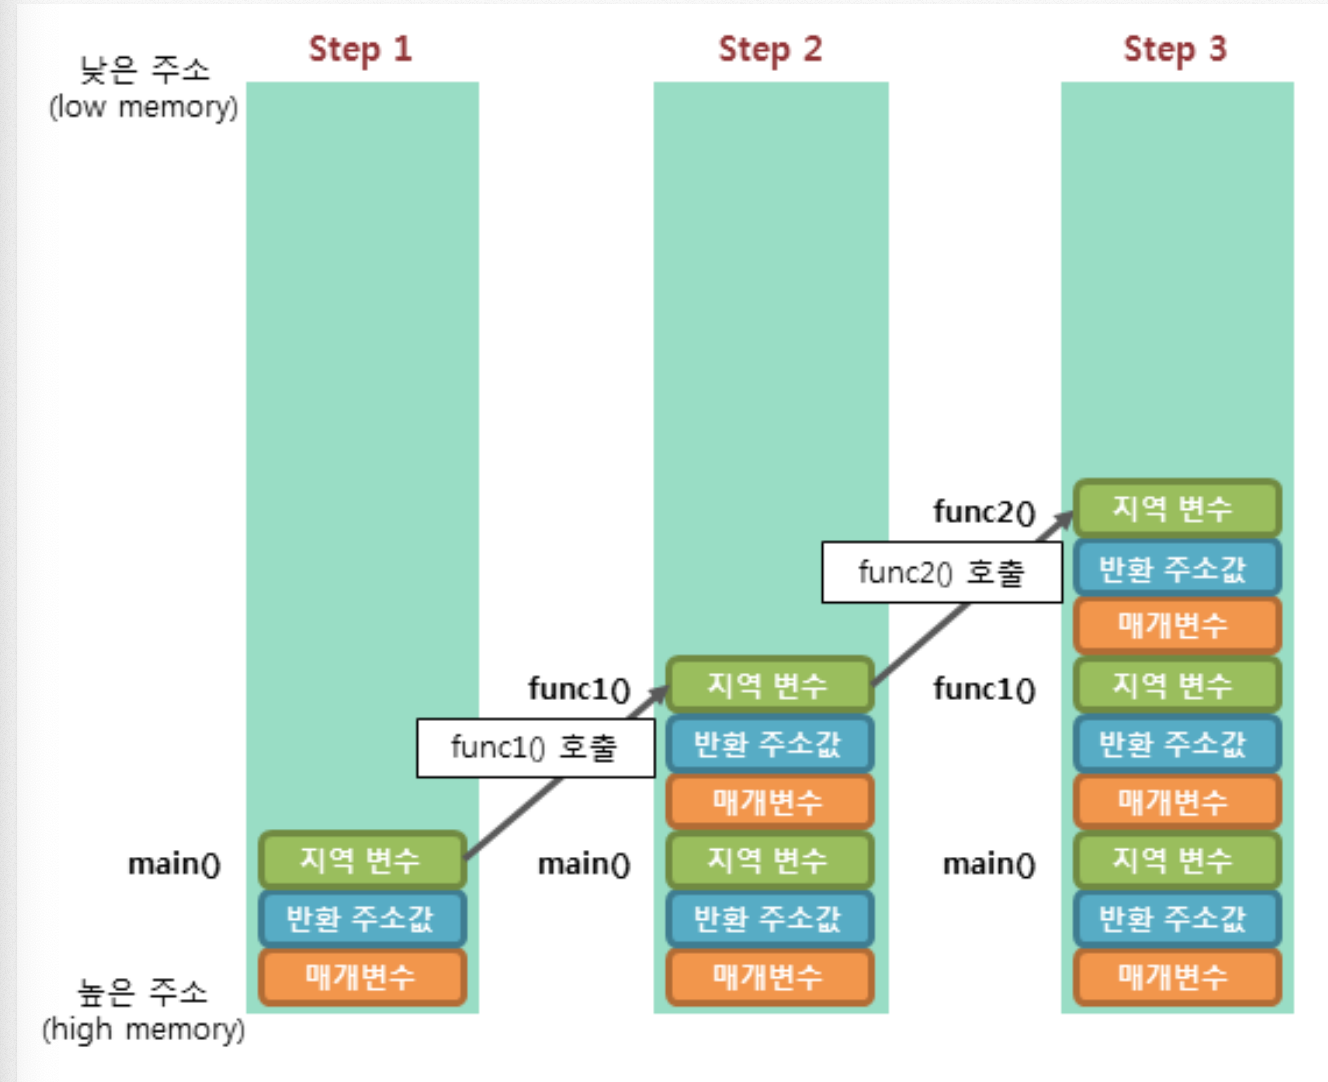 Step 1
Step 2
Step 3
낮은 주소
(low memory)
func2()
지역 변수
func2() 호출
반환 주소값
매개변수
func1()
지역 변수
func1()
지역 변수
func1() 호출
반환 주소값
반환 주소값
매개변수
매개변수
main()
지역 변수
main()
지역 변수
main()
지역 변수
반환 주소값
반환 주소값
반환 주소값
매개변수
매개변수
매개변수
높은 주소
(high memory)